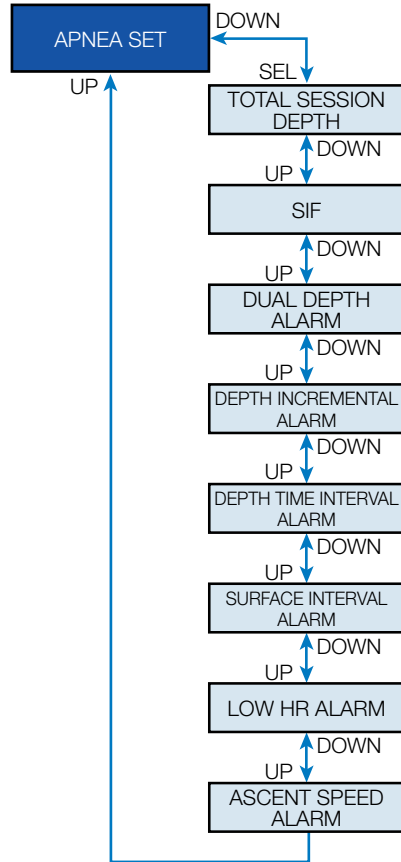 APNEA SET
DOWN
UP
SEL
TOTAL SESSION
DEPTH
DOWN
UP
SIF
DOWN
UP
DUAL DEPTH
ALARM
DOWN
UP
DEPTH INCREMENTAL
ALARM
DOWN
UP
DEPTH TIME INTERVAL
ALARM
DOWN
UP
SURFACE INTERVAL
ALARM
DOWN
UP
LOW HR ALARM
DOWN
UP
ASCENT SPEED
ALARM